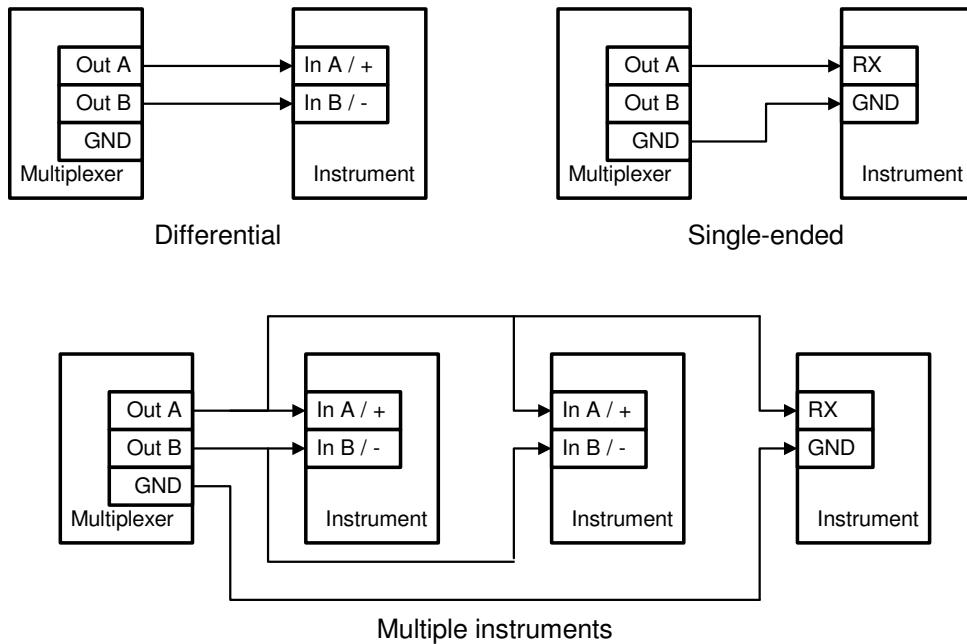 Out A
Out B
GND
Multiplexer
In A / +
In B / -
Instrument
Differential
Out A
Out B
GND
Multiplexer
RX
GND
Instrument
Single-ended
Out A
Out B
GND
Multiplexer
In A / +
In B / -
Instrument
In A / +
In B / -
Instrument
RX
GND
Instrument
Multiple instruments